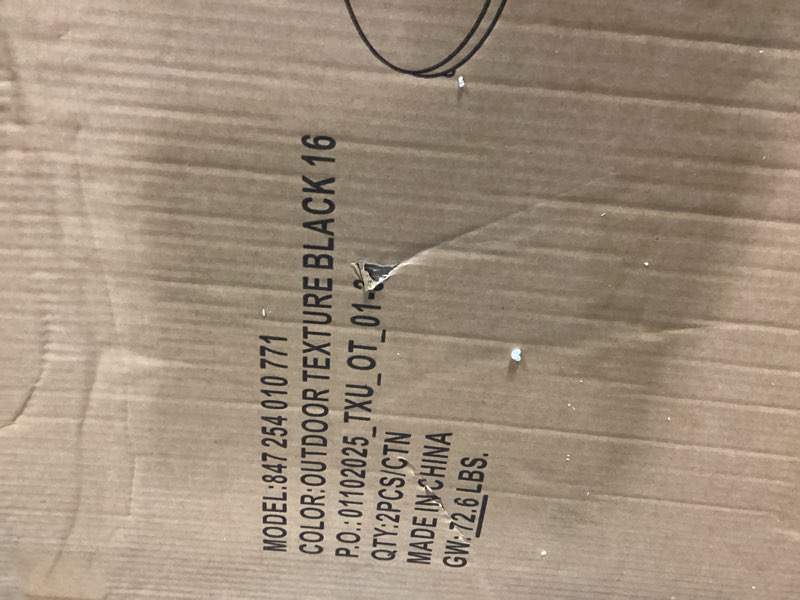 MODEL:847 254 010 771
COLOR:OUTDOOR TEXTURE BLACK 16
P.O.:01102025_TXU_OT_01-
QTY:2PCS/CTN
MADE IN CHINA
GW: 72.6 LBS.